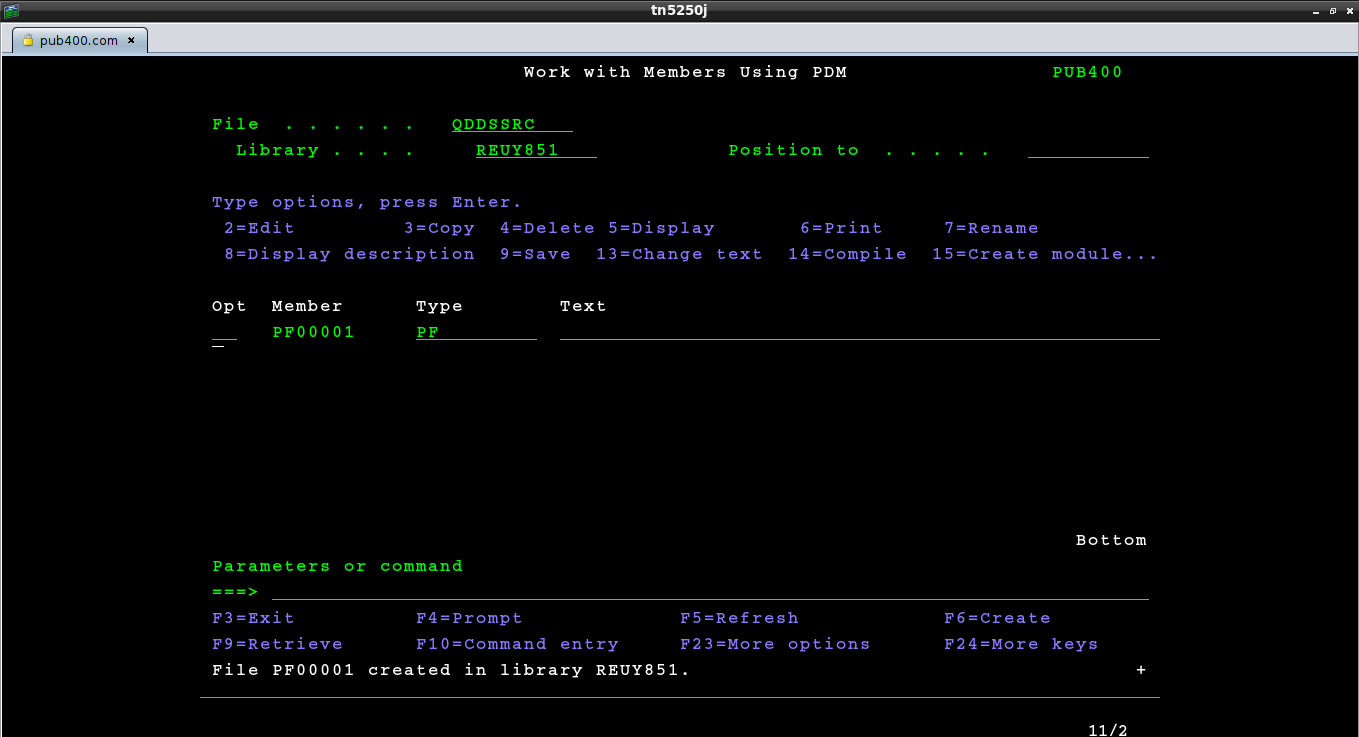 tn5250j
pub400.com
Work with Members Using PDM PUB400
File . . . . . . QDDSSRC
Library . . . . REUY851 Position to . . . . .
Type options, press Enter.
2=Edit 3=Copy 4=Delete 5=Display 6=Print 7=Rename
8=Display description 9=Save 13=Change text 14=Compile 15=Create module...
Opt Member Type Text
PF00001 PF
Bottom
Parameters or command
===>
F3=Exit F4=Prompt F5=Refresh F6=Create
F9=Retrieve F10=Command entry F23=More options F24=More keys
File PF00001 created in library REUY851. +
11/2